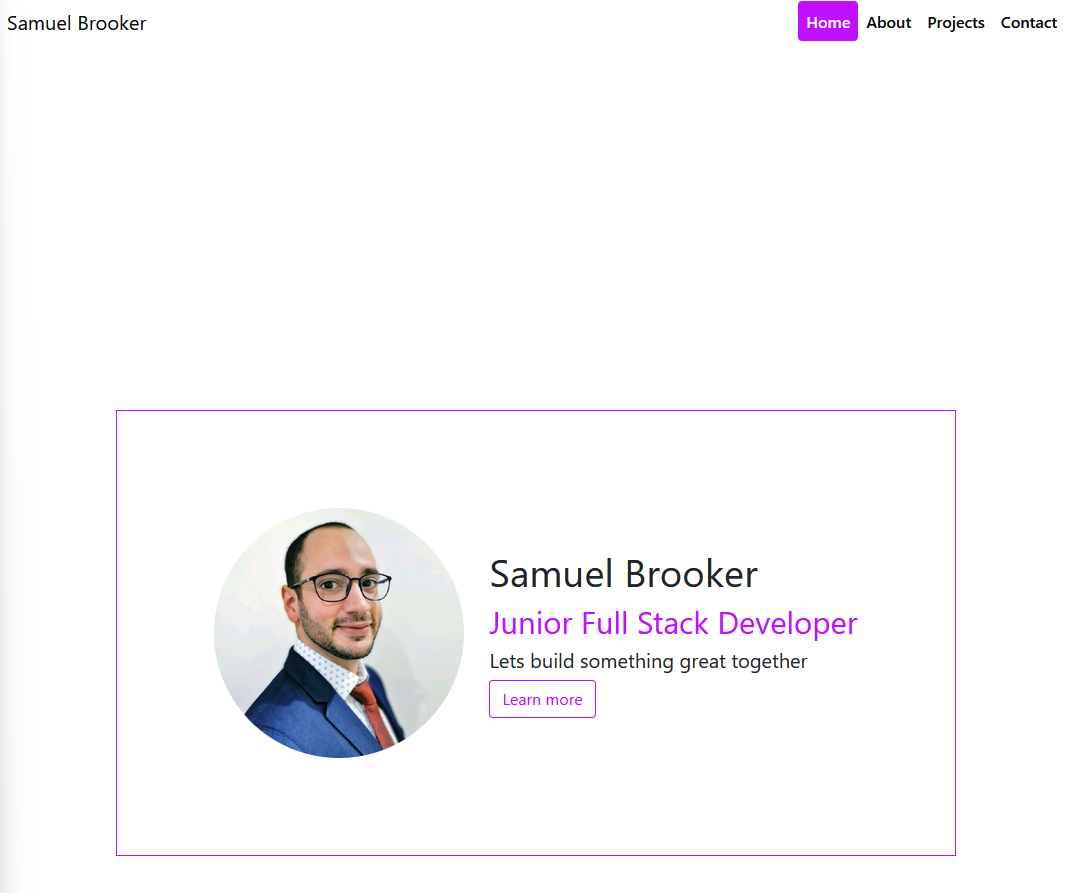 Samuel Brooker
Home About Projects Contact
Samuel Brooker
Junior Full Stack Developer
Lets build something great together
Learn more